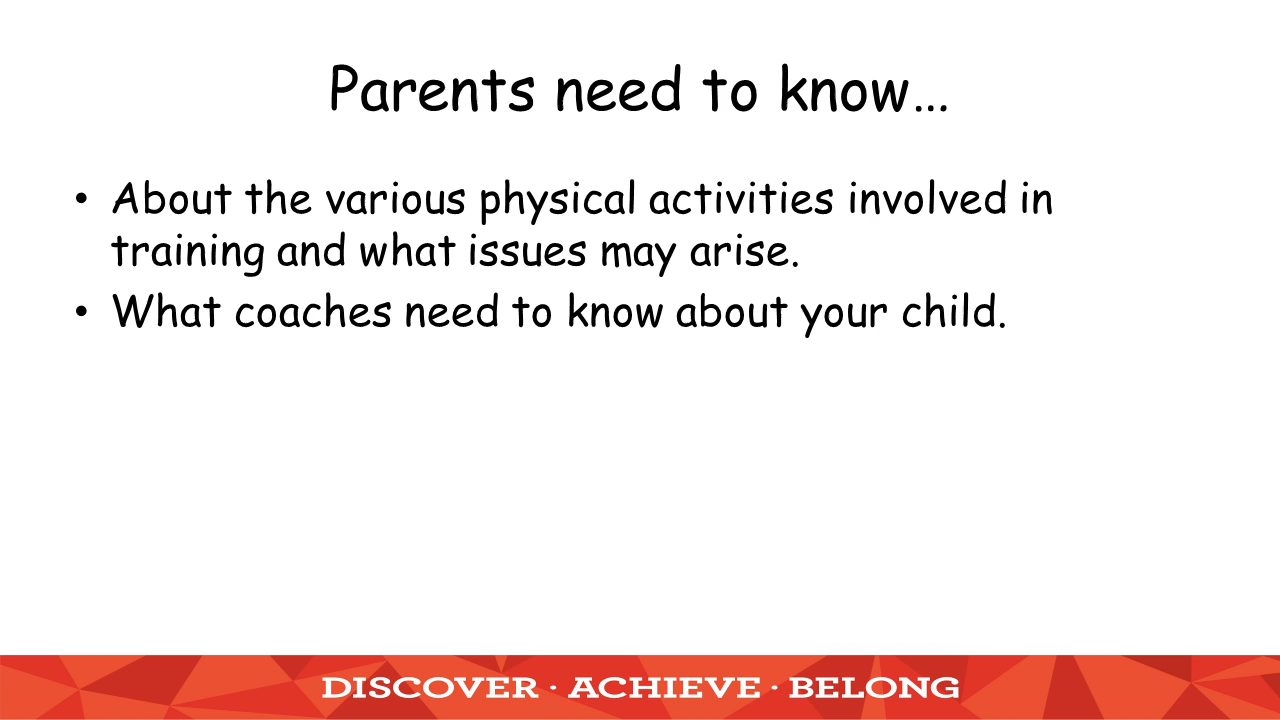 Parents need to know…
• About the various physical activities involved in
training and what issues may arise.
• What coaches need to know about your child.
DISCOVER · ACHIEVE · BELONG